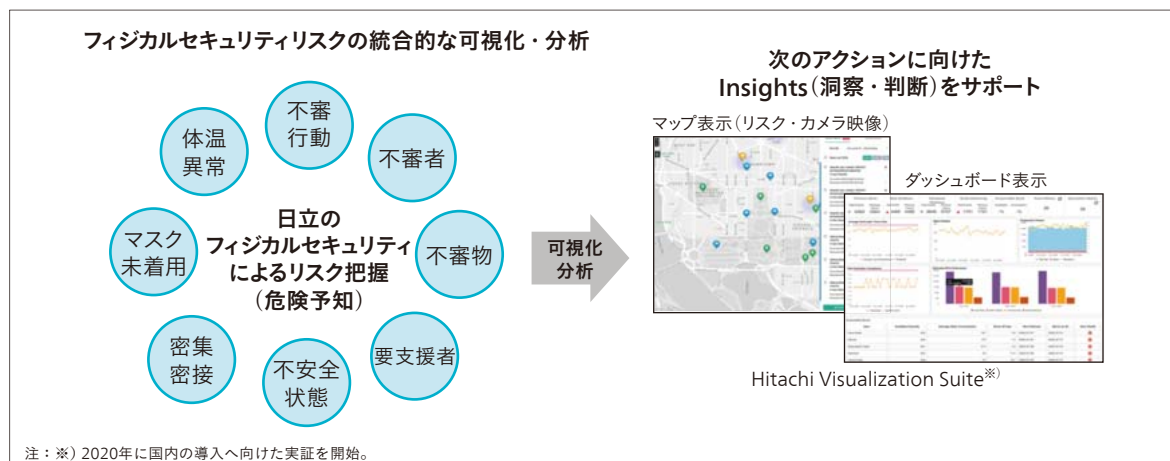 フィジカルセキュリティリスクの統合的な可視化・分析
不審
行動
体温
異常
不審者
マスク
未着用
日立の
フィジカルセキュリティ
によるリスク把握
(危険予知)
不審物
密集
密接
不安全
状態
要支援者
可視化
分析
次のアクションに向けた
Insights(洞察・判断)をサポート
マップ表示(リスク・カメラ映像)
ダッシュボード表示
Hitachi Visualization Suite※)
注：※) 2020年に国内の導入へ向けた実証を開始。